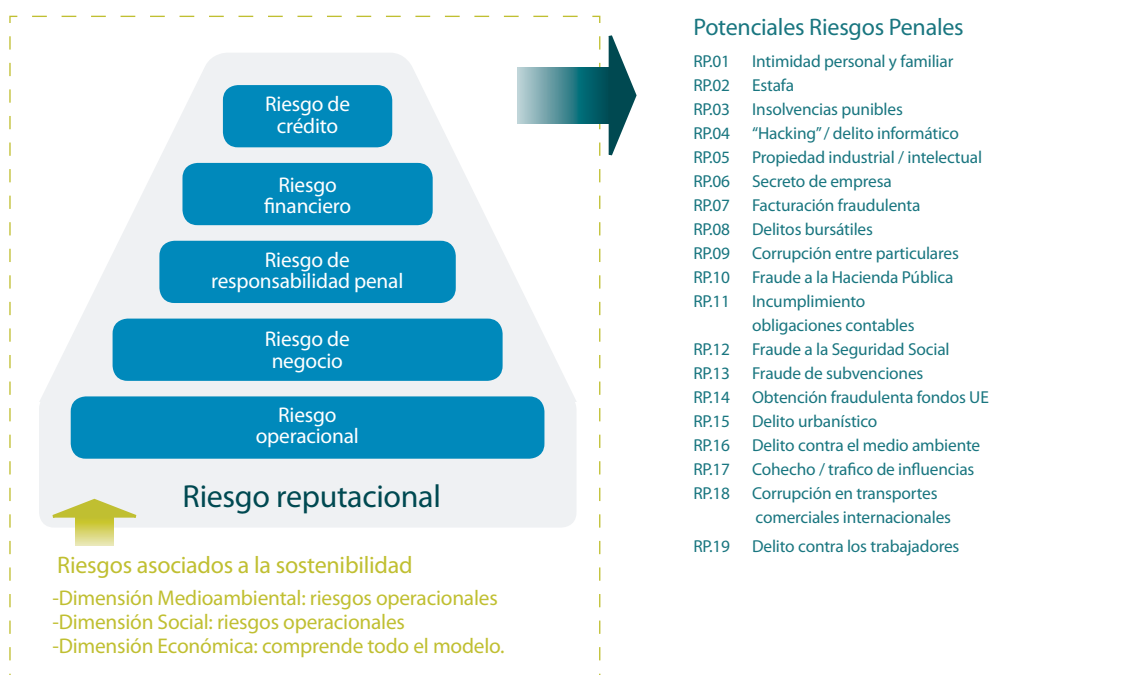 Riesgo de
crédito
Riesgo
financiero
Riesgo de
responsabilidad penal
Riesgo de
negocio
Riesgo
operacional
Riesgo reputacional
Riesgos asociados a la sostenibilidad
-Dimensión Medioambiental: riesgos operacionales
-Dimensión Social: riesgos operacionales
-Dimensión Económica: comprende todo el modelo.
Potenciales Riesgos Penales
RP.01 Intimidad personal y familiar
RP.02 Estafa
RP.03 Insolvencias punibles
RP.04 “Hacking” / delito informático
RP.05 Propiedad industrial / intelectual
RP.06 Secreto de empresa
RP.07 Facturación fraudulenta
RP.08 Delitos bursátiles
RP.09 Corrupción entre particulares
RP.10 Fraude a la Hacienda Pública
RP.11 Incumplimiento
obligaciones contables
RP.12 Fraude a la Seguridad Social
RP.13 Fraude de subvenciones
RP.14 Obtención fraudulenta fondos UE
RP.15 Delito urbanístico
RP.16 Delito contra el medio ambiente
RP.17 Cohecho / trafico de influencias
RP.18 Corrupción en transportes
comerciales internacionales
RP.19 Delito contra los trabajadores